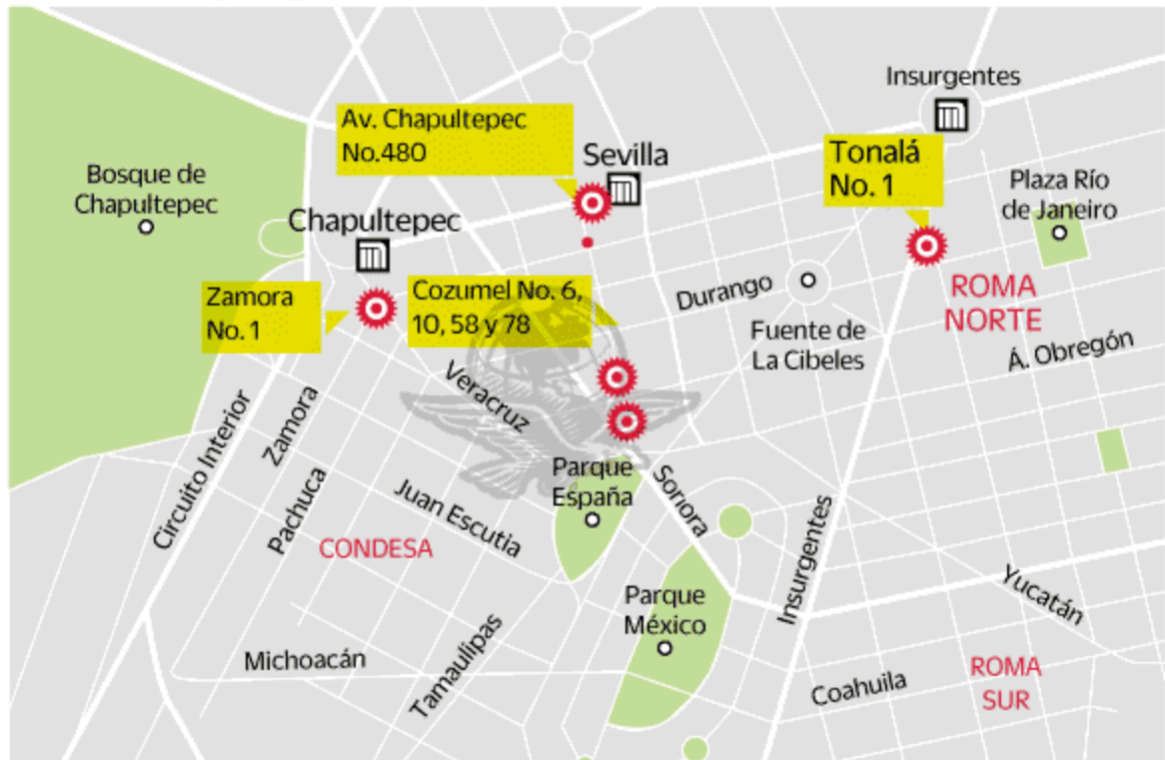 Insurgentes
Av. Chapultepec
No.480
Sevilla
Tonalá
No. 1
Bosque de
Chapultepec
Plaza Río
de Janeiro
Chapultepec
Zamora
No. 1
Cozumel No. 6,
10, 58 y 78
Durango
ROMA
NORTE
Fuente de
La Cibeles
Á. Obregón
Veracruz
Circuito Interior
Zamora
Pachuca
Juan Escutia
CONDESA
Parque
España
Sonora
Insurgentes
Yucatán
Parque
México
Michoacán
Tamaulipas
Coahuila
ROMA
SUR